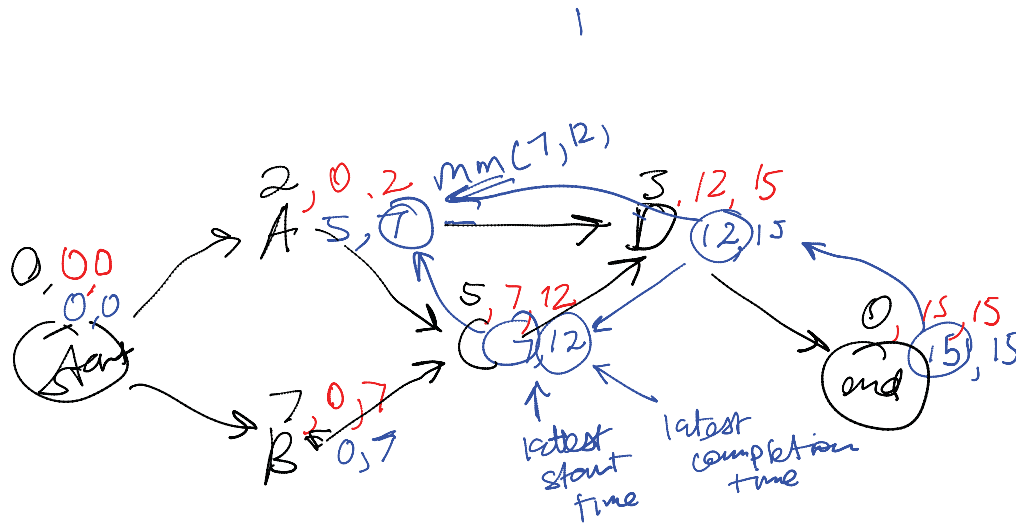 1
min(7,12,
2,0,2
A 5,7
3,12,15
D 12,15
0,0,0
0,0
Start
5,7,12
C 7,12
0,15,15
end 15,15
7,0,7
B 0,7
lattest
start
time
latest
completion
time